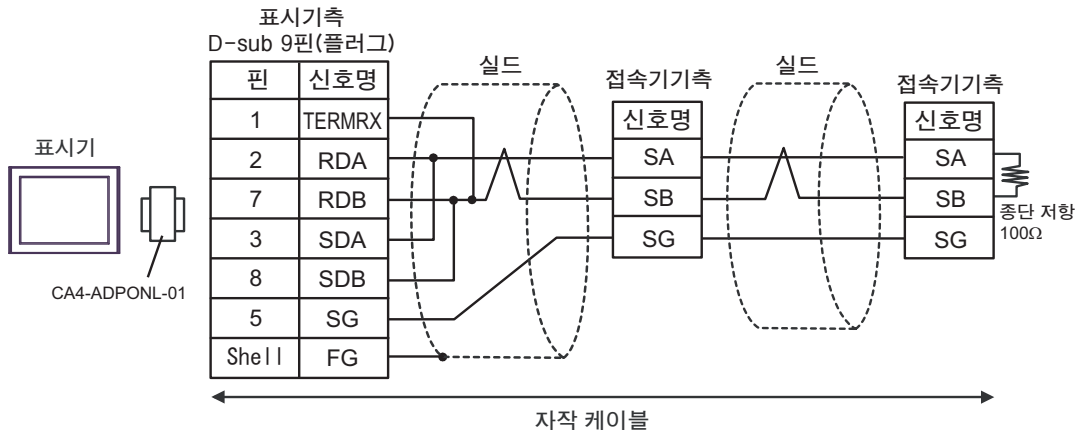 표시기측
D-sub 9핀(플러그)
핀 신호명
1 TERMRX
2 RDA
7 RDB
3 SDA
8 SDB
5 SG
Shell FG
표시기
CA4-ADPONL-01
실드
접속기기측
신호명
SA
SB
SG
실드
접속기기측
신호명
SA
SB
SG
종단 저항
100Ω
자작 케이블